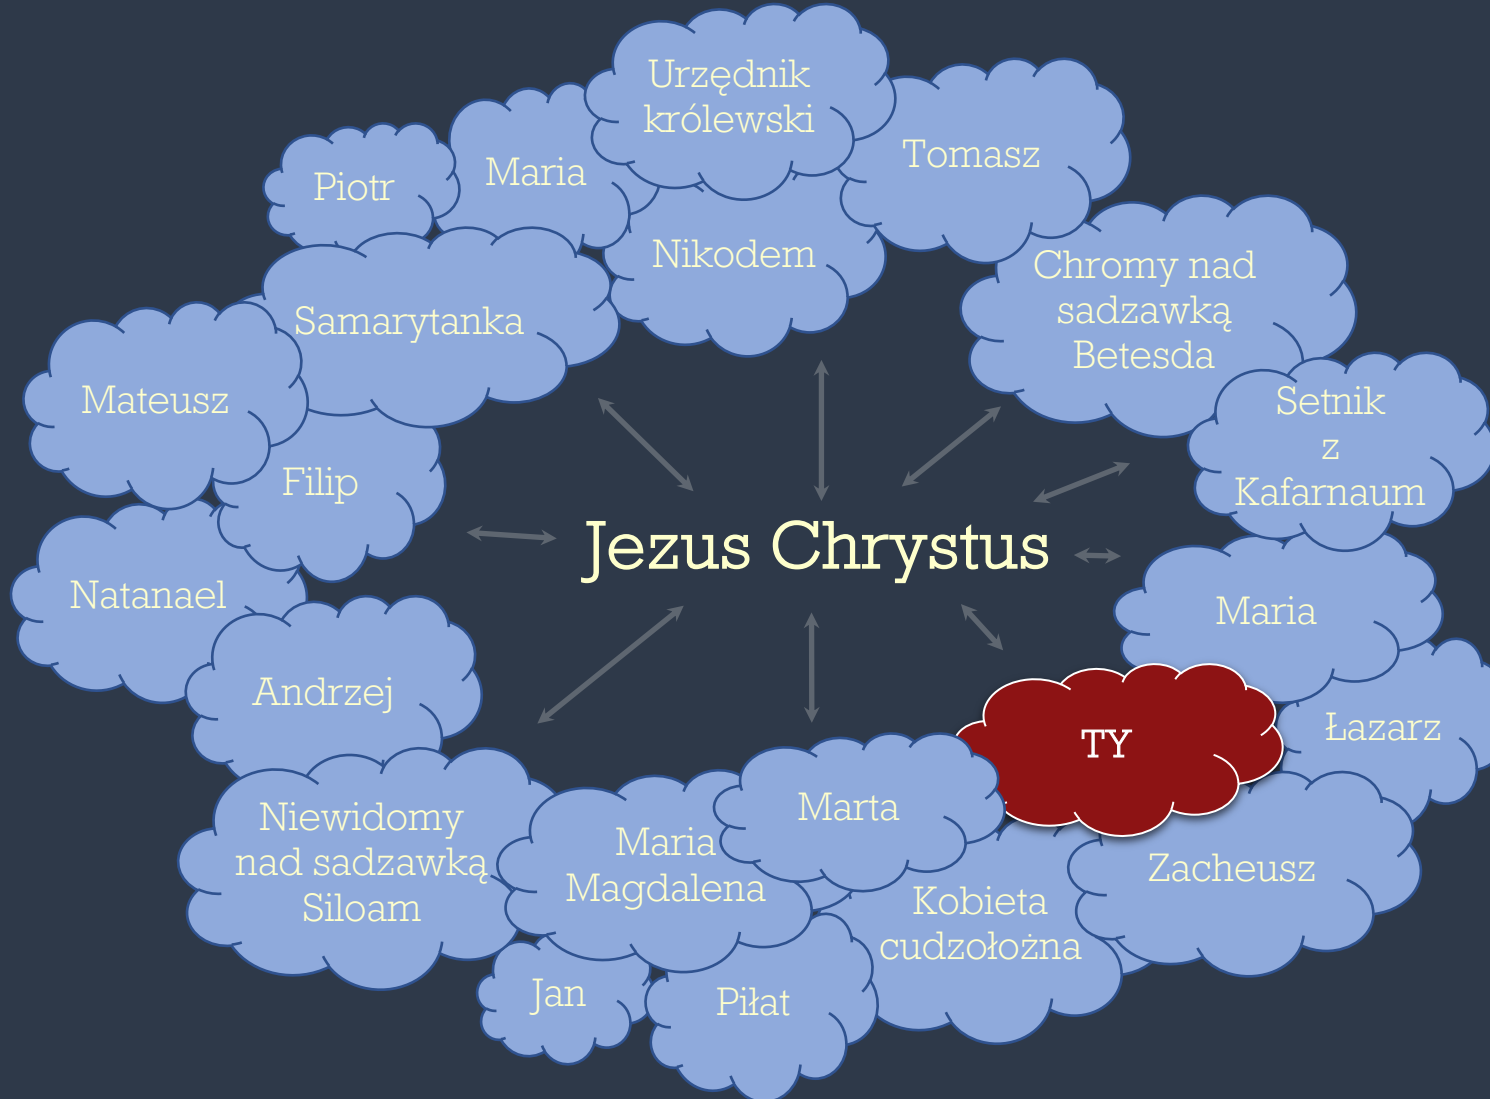 Urzędnik
królewski
Tomasz
Piotr
Maria
Nikodem
Chromy nad
sadzawką
Betesda
Samarytanka
Mateusz
Setnik
z
Kafarnaum
Filip
Jezus Chrystus
Natanael
Maria
Andrzej
Łazarz
TY
Marta
Niewidomy
nad sadzawką
Siloam
Maria
Magdalena
Zacheusz
Kobieta
cudzołożna
Jan
Piłat